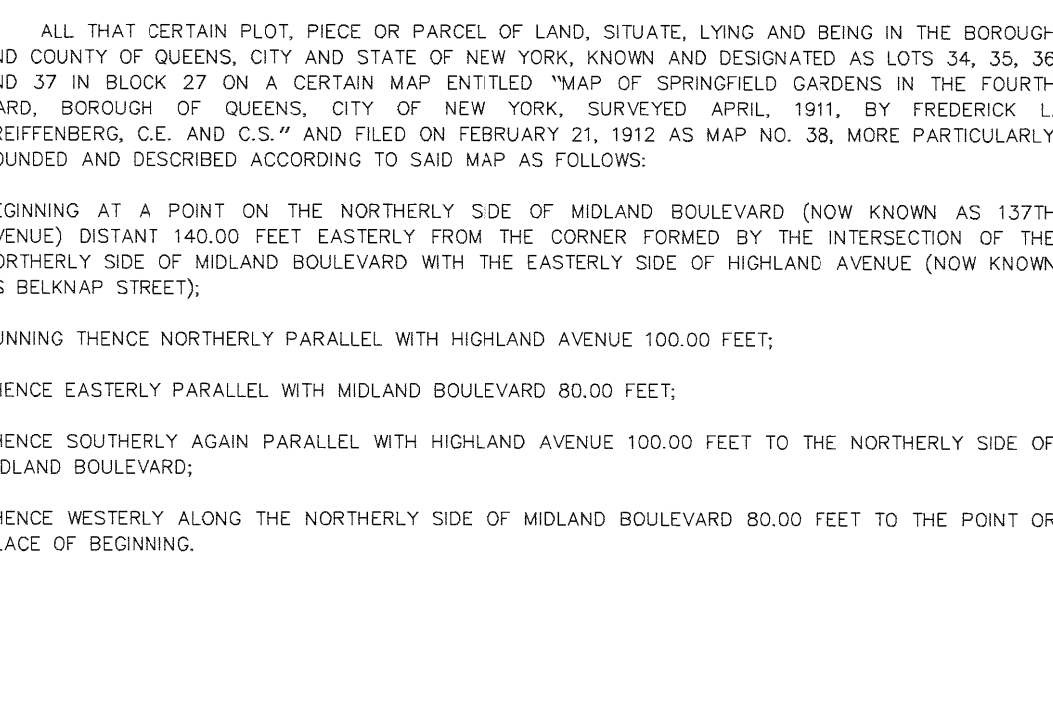 ALL THAT CERTAIN PLOT, PIECE OR PARCEL OF LAND, SITUATE, LYING AND BEING IN THE BOROUGH
ND COUNTY OF QUEENS, CITY AND STATE OF NEW YORK, KNOWN AND DESIGNATED AS LOTS 34, 35, 36
ND 37 IN BLOCK 27 ON A CERTAIN MAP ENTITLED "MAP OF SPRINGFIELD GARDENS IN THE FOURTH
ARD, BOROUGH OF QUEENS, CITY OF NEW YORK, SURVEYED APRIL, 1911, BY FREDERICK L.
REIFFENBERG, C.E. AND C.S." AND FILED ON FEBRUARY 21, 1912 AS MAP NO. 38, MORE PARTICULARLY
OUNDED AND DESCRIBED ACCORDING TO SAID MAP AS FOLLOWS:
EGINNING AT A POINT ON THE NORTHERLY SIDE OF MIDLAND BOULEVARD (NOW KNOWN AS 137TH
VENUE) DISTANT 140.00 FEET EASTERLY FROM THE CORNER FORMED BY THE INTERSECTION OF THE
ORTHERLY SIDE OF MIDLAND BOULEVARD WITH THE EASTERLY SIDE OF HIGHLAND AVENUE (NOW KNOWN
S BELKNAP STREET);
UNNING THENCE NORTHERLY PARALLEL WITH HIGHLAND AVENUE 100.00 FEET;
HENCE EASTERLY PARALLEL WITH MIDLAND BOULEVARD 80.00 FEET;
HENCE SOUTHERLY AGAIN PARALLEL WITH HIGHLAND AVENUE 100.00 FEET TO THE NORTHERLY SIDE OF
IDLAND BOULEVARD;
HENCE WESTERLY ALONG THE NORTHERLY SIDE OF MIDLAND BOULEVARD 80.00 FEET TO THE POINT OR
LACE OF BEGINNING.